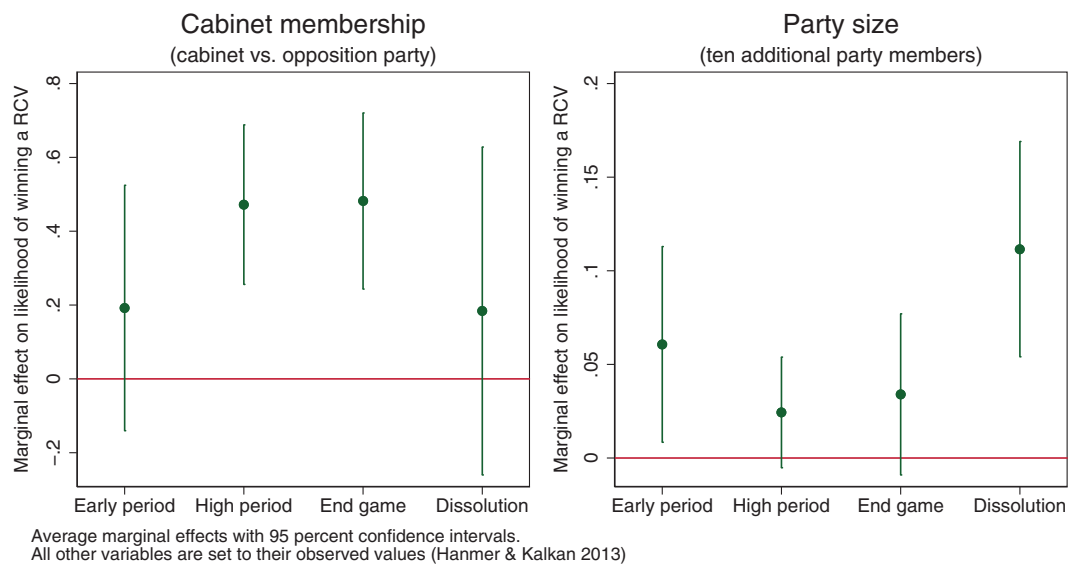 Cabinet membership
(cabinet vs. opposition party)
Marginal effect on likelihood of winning a RCV
.8
.6
.4
.2
0
−.2
Early period
High period
End game
Dissolution
Party size
(ten additional party members)
Marginal effect on likelihood of winning a RCV
.2
.15
.1
.05
0
Early period
High period
End game
Dissolution
Average marginal effects with 95 percent confidence intervals.
All other variables are set to their observed values (Hanmer & Kalkan 2013)